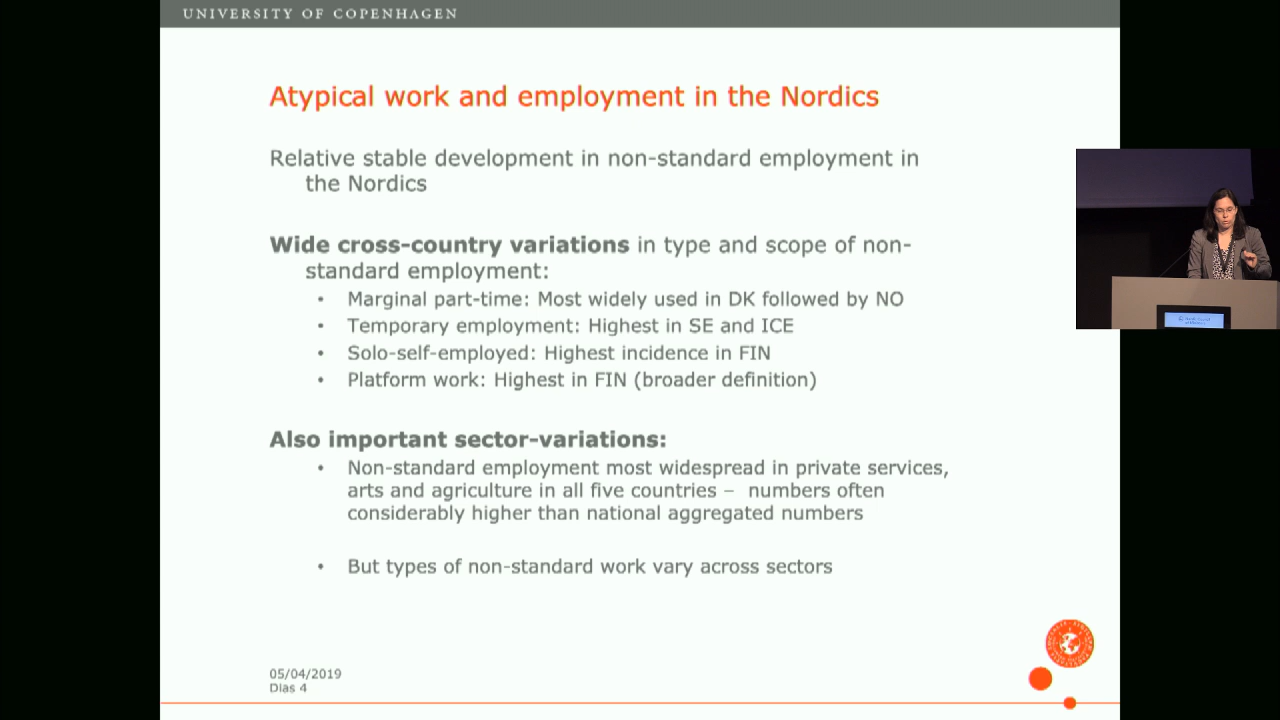 UNIVERSITY OF COPENHAGEN
Atypical work and employment in the Nordics
Relative stable development in non-standard employment in
the Nordics
Wide cross-country variations in type and scope of non-
standard employment:
• Marginal part-time: Most widely used in DK followed by NO
• Temporary employment: Highest in SE and ICE
• Solo-self-employed: Highest incidence in FIN
• Platform work: Highest in FIN (broader definition)
Also important sector-variations:
• Non-standard employment most widespread in private services,
arts and agriculture in all five countries – numbers often
considerably higher than national aggregated numbers
• But types of non-standard work vary across sectors
05/04/2019
Dias 4